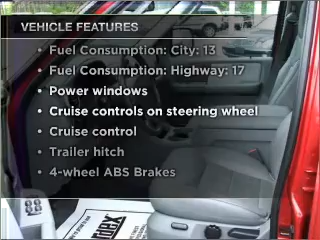 VEHICLE FEATURES
• Fuel Consumption: City: 13
• Fuel Consumption: Highway: 17
• Power windows
• Cruise controls on steering wheel
• Cruise control
• Trailer hitch
• 4-wheel ABS Brakes